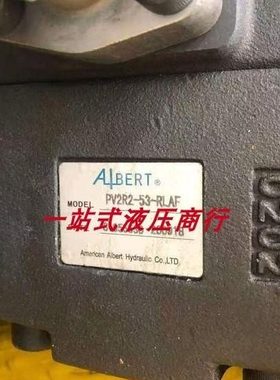 ALBERT®
MODEL PV2R2-53-RLAF
一站式液压商行
American Albert Hydraulic Co.,LTD.